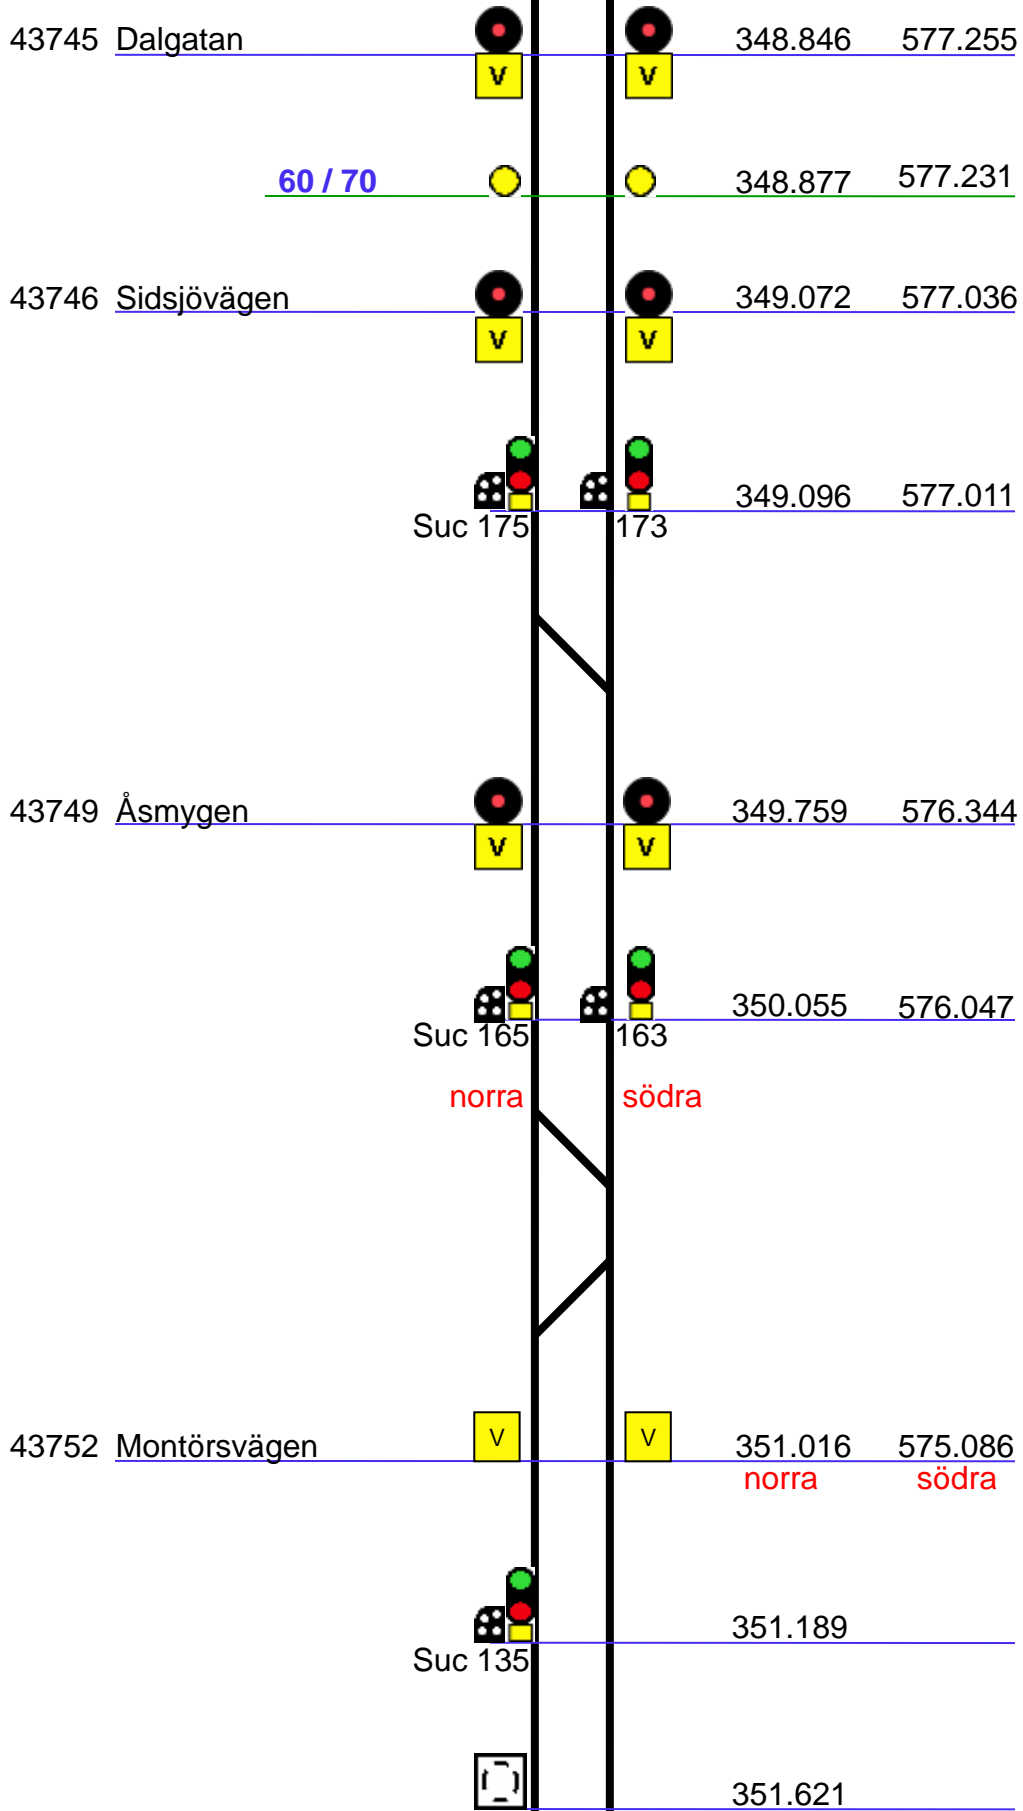 43745 Dalgatan 348.846 577.255
V V
60 / 70 348.877 577.231
43746 Sidsjövägen 349.072 577.036
V V
349.096 577.011
Suc 175 173
43749 Åsmygen 349.759 576.344
V V
350.055 576.047
Suc 165 163
norra södra
43752 Montörsvägen V V 351.016 575.086
norra södra
351.189
Suc 135
351.621